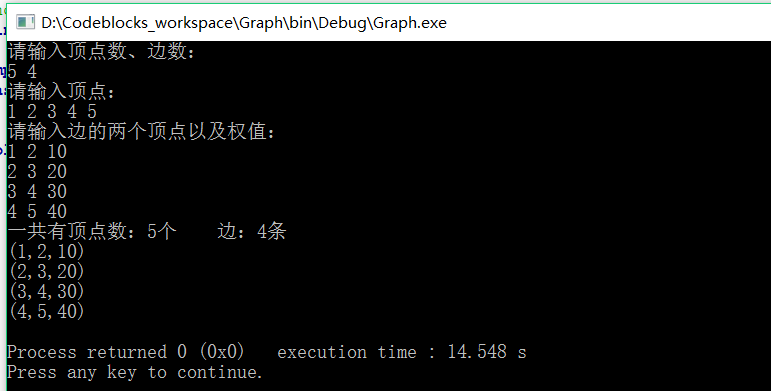 D:\Codeblocks_workspace\Graph\bin\Debug\Graph.exe
请输入顶点数、边数:
5 4
请输入顶点:
1 2 3 4 5
请输入边的两个顶点以及权值:
1 2 10
2 3 20
3 4 30
4 5 40
一共有顶点数: 5个 边: 4条
(1,2,10)
(2,3,20)
(3,4,30)
(4,5,40)
Process returned 0 (0x0) execution time : 14.548 s
Press any key to continue.